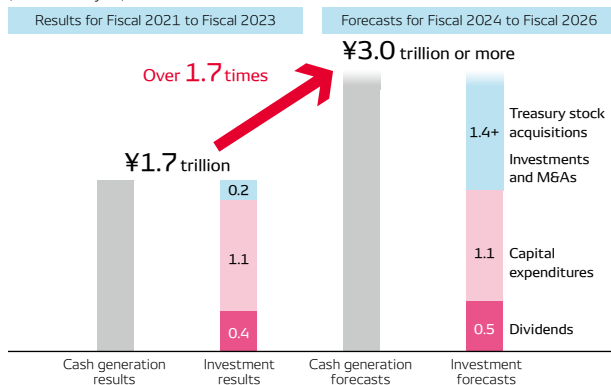 Results for Fiscal 2021 to Fiscal 2023
Forecasts for Fiscal 2024 to Fiscal 2026
¥3.0 trillion or more
Over 1.7 times
¥1.7 trillion
0.2
1.1
0.4
1.4+
1.1
0.5
Treasury stock
acquisitions
Investments
and M&As
Capital
expenditures
Dividends
Cash generation
results
Investment
results
Cash generation
forecasts
Investment
forecasts